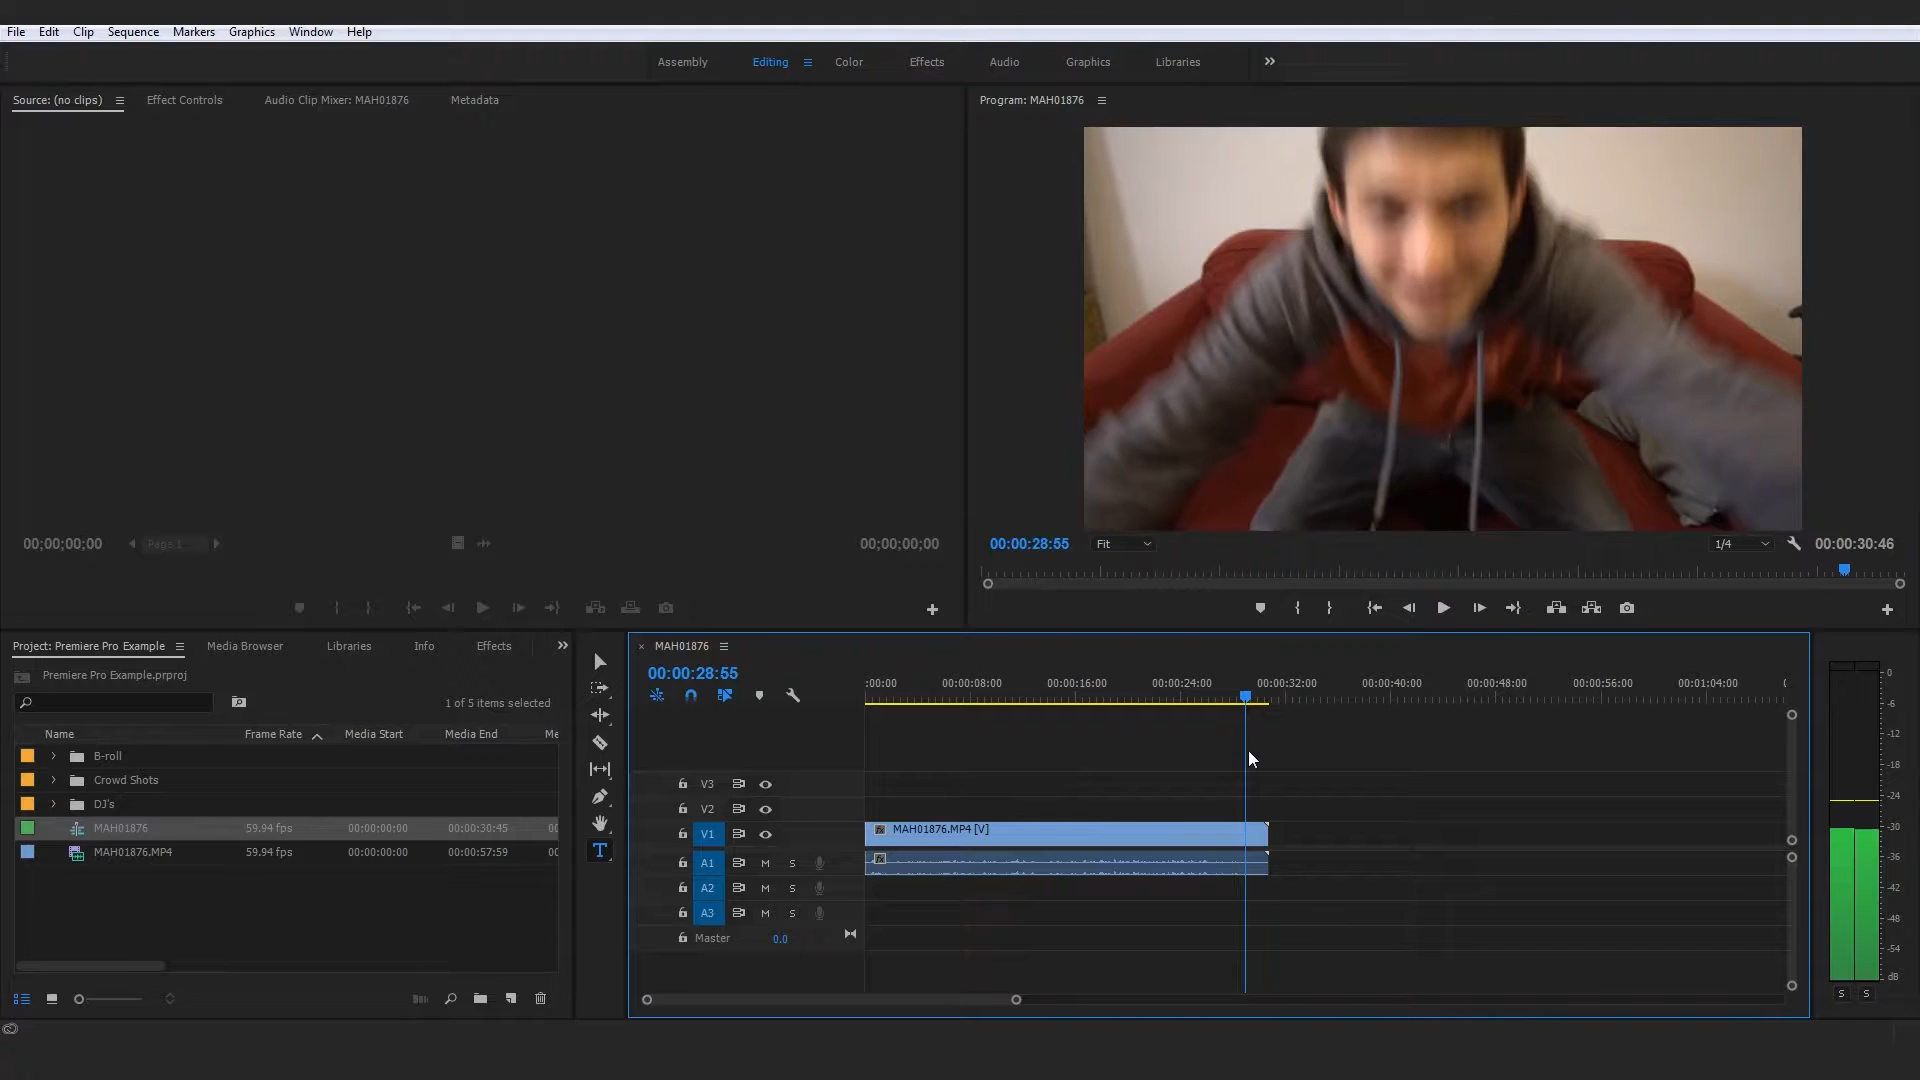 File Edit Clip Sequence Markers Graphics Window Help
Assembly Editing Color Effects Audio Graphics Libraries
Source: (no clips) Effect Controls Audio Clip Mixer: MAH01876 Metadata
Program: MAH01876
00;00;00;00 Page 1 00;00;00;00
00:00:28:55 Fit 1/4 00:00:30:46
Project: Premiere Pro Example Media Browser Libraries Info Effects
Premiere Pro Example.prproj
1 of 5 items selected
Name Frame Rate Media Start Media End Me
B-roll
Crowd Shots
DJ's
MAH01876 59.94 fps 00:00:00:00 00:00:30:45 00
MAH01876.MP4 59.94 fps 00:00:00:00 00:00:57:59 00
MAH01876
00:00:28:55
:00:00 00:00:08:00 00:00:16:00 00:00:24:00 00:00:32:00 00:00:40:00 00:00:48:00 00:00:56:00 00:01:04:00
V3
V2
V1 fx MAH01876.MP4 [V]
A1 M S fx
A2 M S
A3 M S
Master 0.0
0
-6
-12
-18
-24
-30
-36
-42
-48
-54
dB
S S